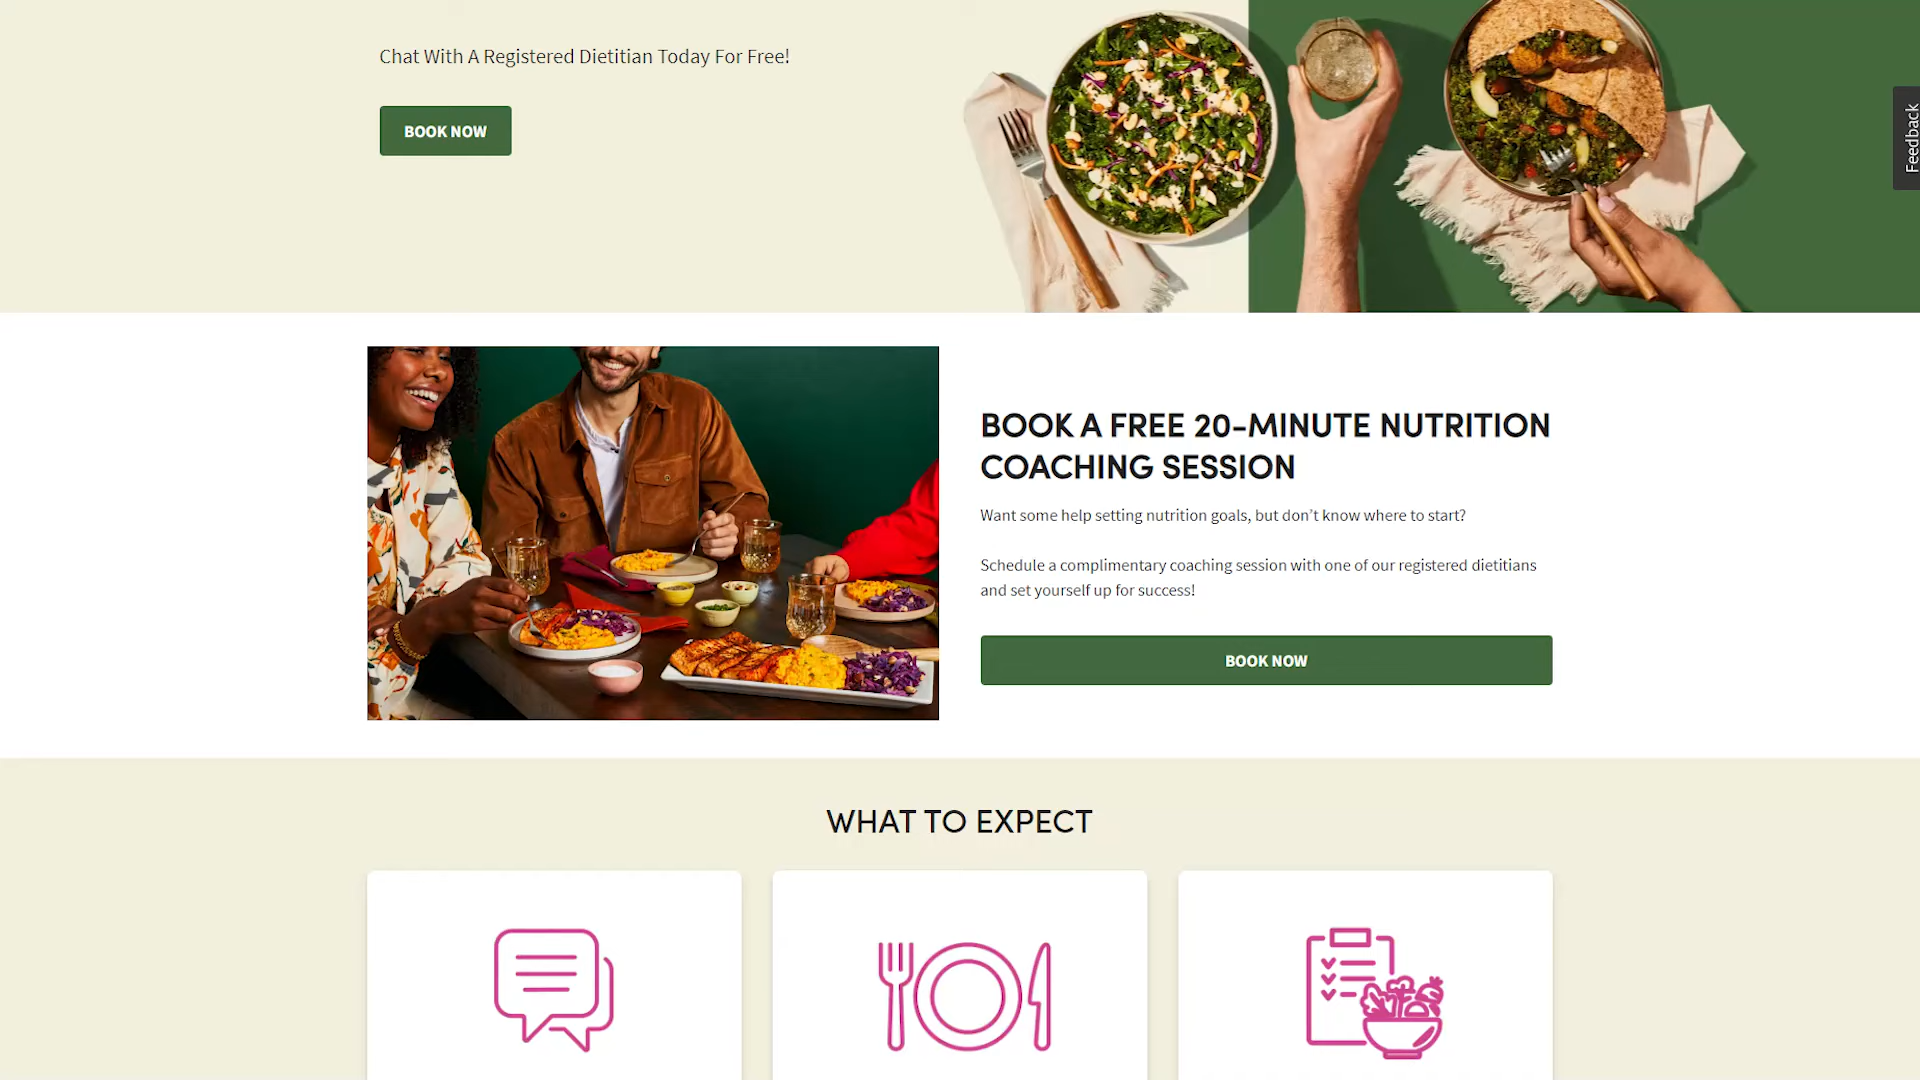 Chat With A Registered Dietitian Today For Free!
BOOK NOW
Feedback
BOOK A FREE 20-MINUTE NUTRITION
COACHING SESSION
Want some help setting nutrition goals, but don’t know where to start?
Schedule a complimentary coaching session with one of our registered dietitians
and set yourself up for success!
BOOK NOW
WHAT TO EXPECT